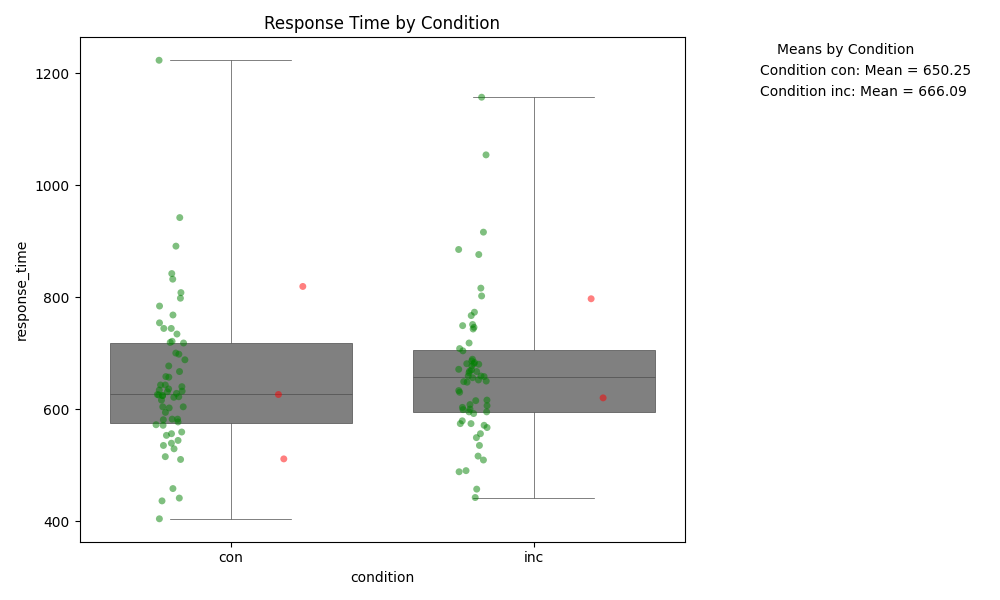 Response Time by Condition
Means by Condition
Condition con: Mean = 650.25
Condition inc: Mean = 666.09
response_time
1200
1000
800
600
400
con
inc
condition